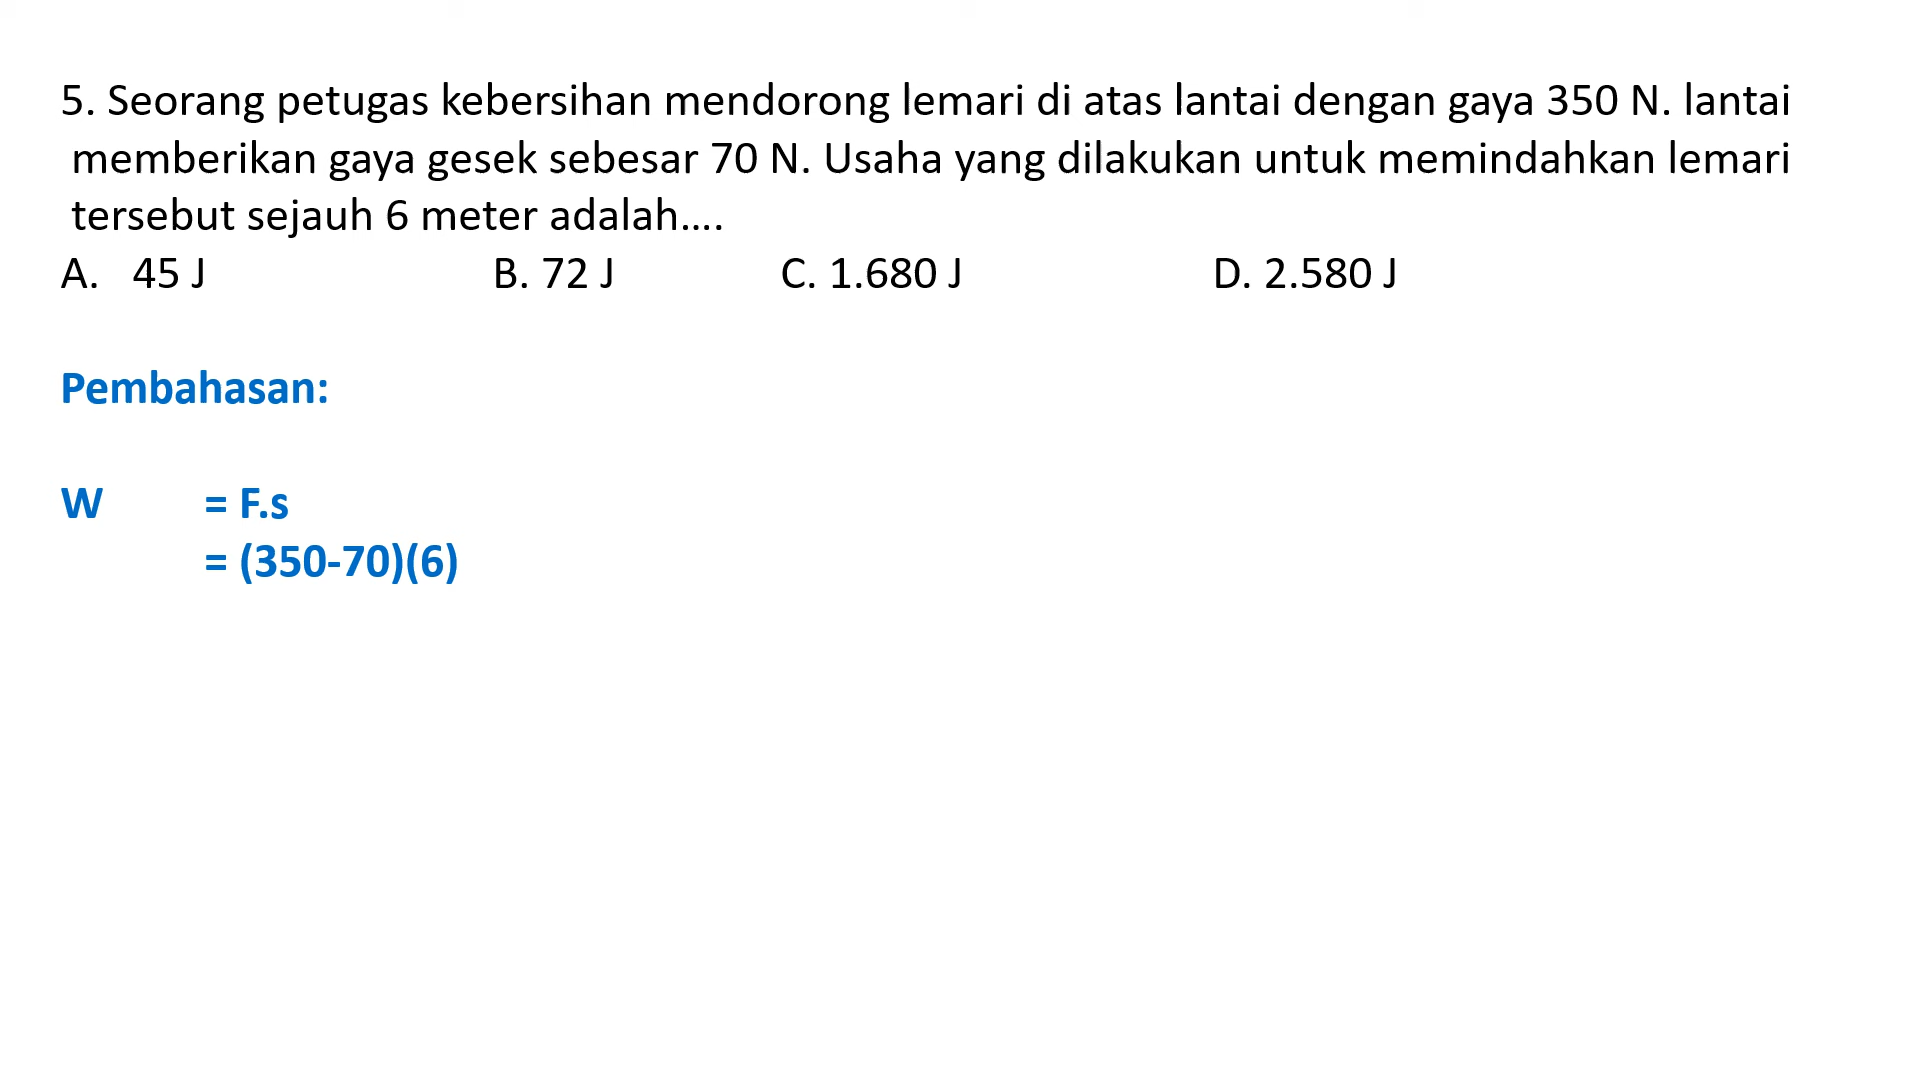 5. Seorang petugas kebersihan mendorong lemari di atas lantai dengan gaya 350 N. lantai
memberikan gaya gesek sebesar 70 N. Usaha yang dilakukan untuk memindahkan lemari
tersebut sejauh 6 meter adalah....
A. 45 J B. 72 J C. 1.680 J D. 2.580 J
Pembahasan:
W = F.s
= (350-70)(6)